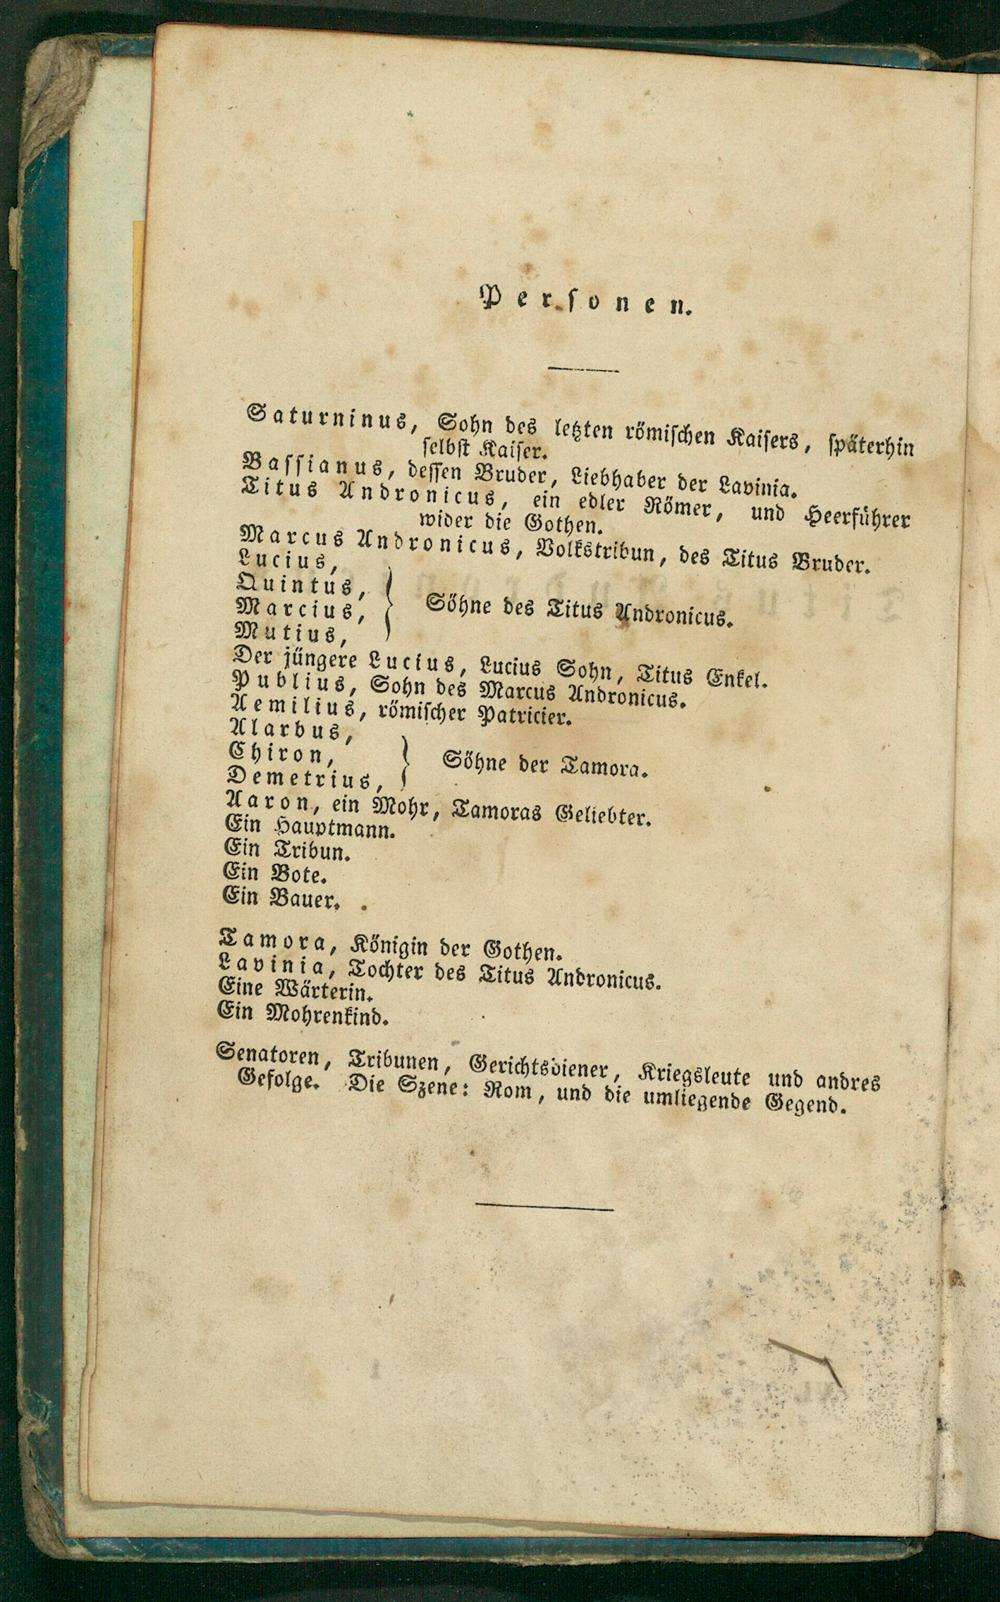 Personen.
Saturninus, Sohn des letzten römischen Kaisers, späterhin
selbst Kaiser.
Bassianus, dessen Bruder, Liebhaber der Lavinia.
Titus Andronicus, ein edler Römer, und Heerführer
wider die Gothen.
Marcus Andronicus, Volkstribun, des Titus Bruder.
Lucius,
Quintus,
Marcius,
Mutius,
Söhne des Titus Andronicus.
Der jüngere Lucius, Lucius Sohn, Titus Enkel.
Publius, Sohn des Marcus Andronicus.
Aemilius, römischer Patricier.
Alarbus,
Chiron,
Demetrius,
Söhne der Tamora.
Aaron, ein Mohr, Tamoras Geliebter.
Ein Hauptmann.
Ein Tribun.
Ein Bote.
Ein Bauer.
Tamora, Königin der Gothen.
Lavinia, Tochter des Titus Andronicus.
Eine Wärterin.
Ein Mohrenkind.
Senatoren, Tribunen, Gerichtsdiener, Kriegsleute und andres
Gefolge. Die Szene: Rom, und die umliegende Gegend.